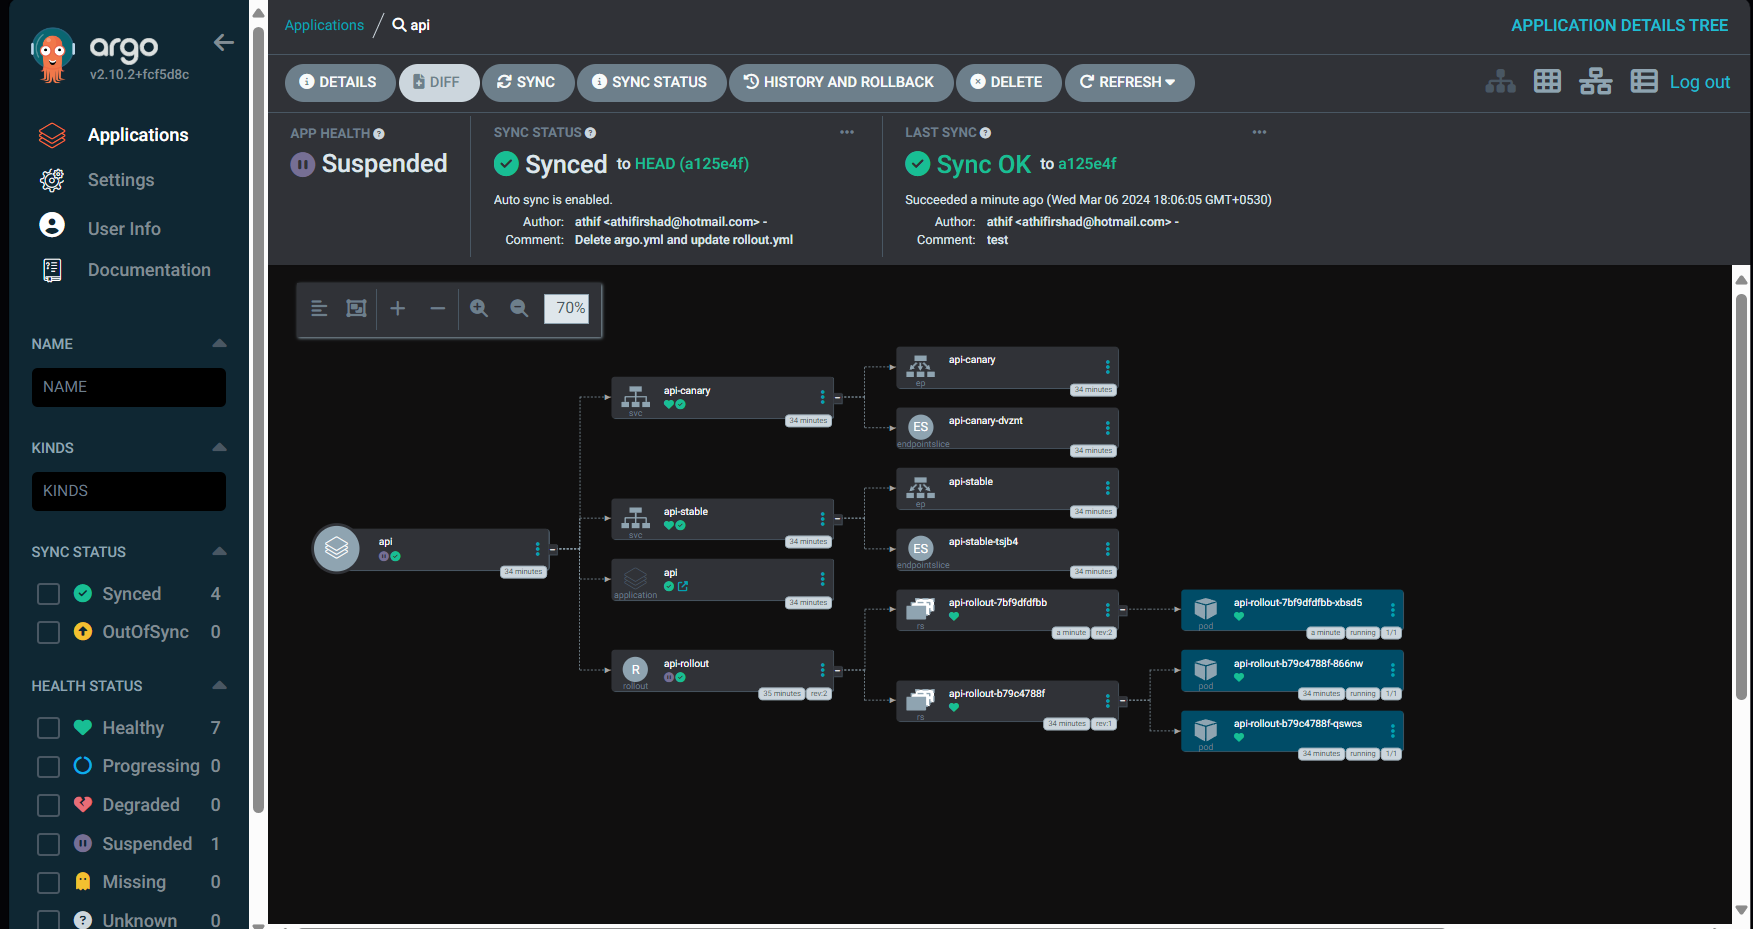 argo
v2.10.2+fcf5d8c
Applications
Settings
User Info
Documentation
NAME
NAME
KINDS
KINDS
SYNC STATUS
Synced 4
OutOfSync 0
HEALTH STATUS
Healthy 7
Progressing 0
Degraded 0
Suspended 1
Missing 0
Unknown 0
Applications / api
APPLICATION DETAILS TREE
DETAILS DIFF SYNC SYNC STATUS HISTORY AND ROLLBACK DELETE REFRESH
Log out
APP HEALTH
Suspended
SYNC STATUS
Synced to HEAD (a125e4f)
Auto sync is enabled.
Author: athif <athifirshad@hotmail.com> -
Comment: Delete argo.yml and update rollout.yml
LAST SYNC
Sync OK to a125e4f
Succeeded a minute ago (Wed Mar 06 2024 18:06:05 GMT+0530)
Author: athif <athifirshad@hotmail.com> -
Comment: test
70%
api
34 minutes
api-canary
svc
34 minutes
api-stable
svc
34 minutes
api
application
34 minutes
R
api-rollout
rollout
35 minutes rev:2
api-canary
ep
34 minutes
ES
api-canary-dvznt
endpointslice
34 minutes
api-stable
ep
34 minutes
ES
api-stable-tsjb4
endpointslice
34 minutes
api-rollout-7bf9dfdfbb
rs
a minute rev:2
api-rollout-b79c4788f
rs
34 minutes rev:1
api-rollout-7bf9dfdfbb-xbsd5
pod
a minute running 1/1
api-rollout-b79c4788f-866nw
pod
34 minutes running 1/1
api-rollout-b79c4788f-qswcs
pod
34 minutes running 1/1